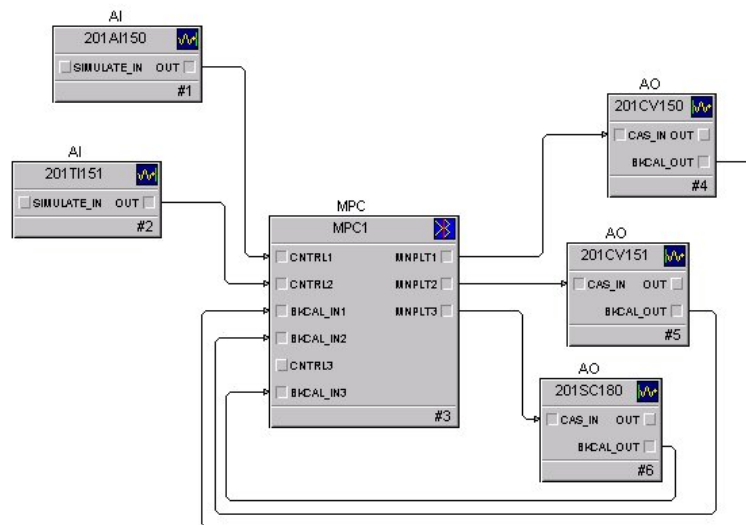 AI
201AI150
SIMULATE_IN OUT
#1
AI
201TI151
SIMULATE_IN OUT
#2
MPC
MPC1
CNTRL1 MNPLT1
CNTRL2 MNPLT2
BKCAL_IN1 MNPLT3
BKCAL_IN2
CNTRL3
BKCAL_IN3
#3
AO
201CV150
CAS_IN OUT
BKCAL_OUT
#4
AO
201CV151
CAS_IN OUT
BKCAL_OUT
#5
AO
201SC180
CAS_IN OUT
BKCAL_OUT
#6